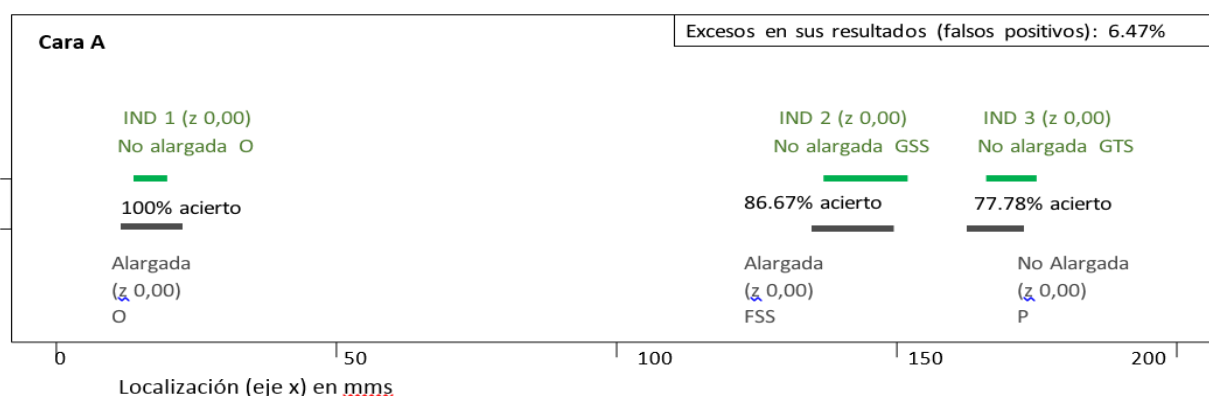 Cara A
Excesos en sus resultados (falsos positivos): 6.47%
IND 1 (z 0,00)
No alargada O
IND 2 (z 0,00)
No alargada GSS
IND 3 (z 0,00)
No alargada GTS
100% acierto
86.67% acierto
77.78% acierto
Alargada
(z 0,00)
O
Alargada
(z 0,00)
FSS
No Alargada
(z 0,00)
P
0 50 100 150 200
Localización (eje x) en mms